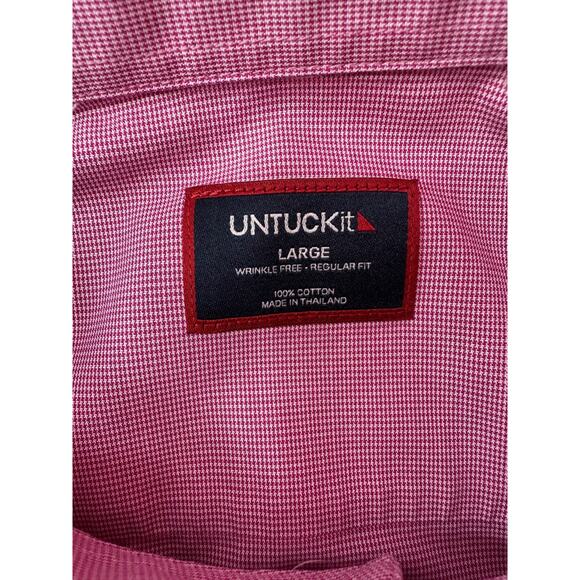 UNTUCKit
LARGE
WRINKLE FREE • REGULAR FIT
100% COTTON
MADE IN THAILAND